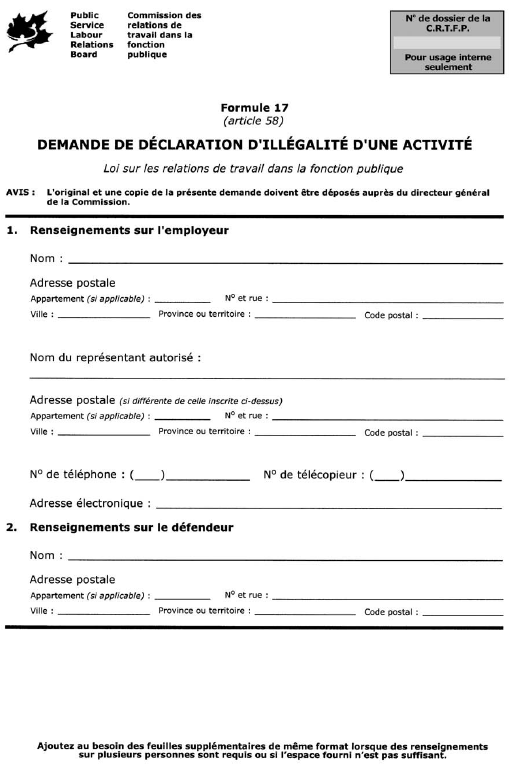 Public Service Labour Relations Board
Commission des relations de travail dans la fonction publique
N° de dossier de la
C.R.T.F.P.
Pour usage interne
seulement
Formule 17
(article 58)
DEMANDE DE DÉCLARATION D'ILLÉGALITÉ D'UNE ACTIVITÉ
Loi sur les relations de travail dans la fonction publique
AVIS : L'original et une copie de la présente demande doivent être déposés auprès du directeur général
de la Commission.
1. Renseignements sur l'employeur
Nom :
Adresse postale
Appartement (si applicable) : N° et rue :
Ville : Province ou territoire : Code postal :
Nom du représentant autorisé :
Adresse postale (si différente de celle inscrite ci-dessus)
Appartement (si applicable) : N° et rue :
Ville : Province ou territoire : Code postal :
N° de téléphone : (____) N° de télécopieur : (____)
Adresse électronique :
2. Renseignements sur le défendeur
Nom :
Adresse postale
Appartement (si applicable) : N° et rue :
Ville : Province ou territoire : Code postal :
Ajoutez au besoin des feuilles supplémentaires de même format lorsque des renseignements
sur plusieurs personnes sont requis ou si l'espace fourni n'est pas suffisant.